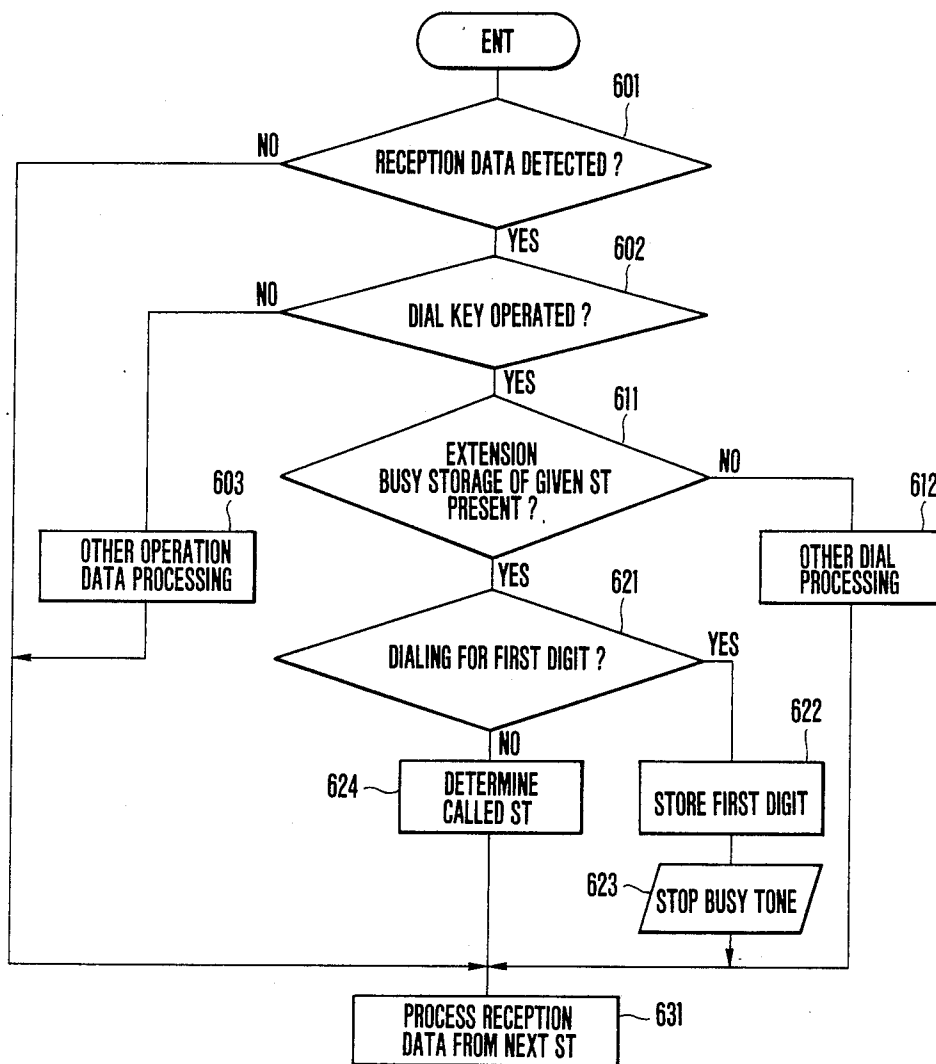 ENT
601
NO
RECEPTION DATA DETECTED ?
YES
602
NO
DIAL KEY OPERATED ?
YES
611
EXTENSION
BUSY STORAGE OF GIVEN ST
PRESENT ?
NO
603
612
OTHER OPERATION
DATA PROCESSING
OTHER DIAL
PROCESSING
YES
621
DIALING FOR FIRST DIGIT ?
YES
NO
622
624
DETERMINE
CALLED ST
STORE FIRST DIGIT
623
STOP BUSY TONE
PROCESS RECEPTION
DATA FROM NEXT ST
631